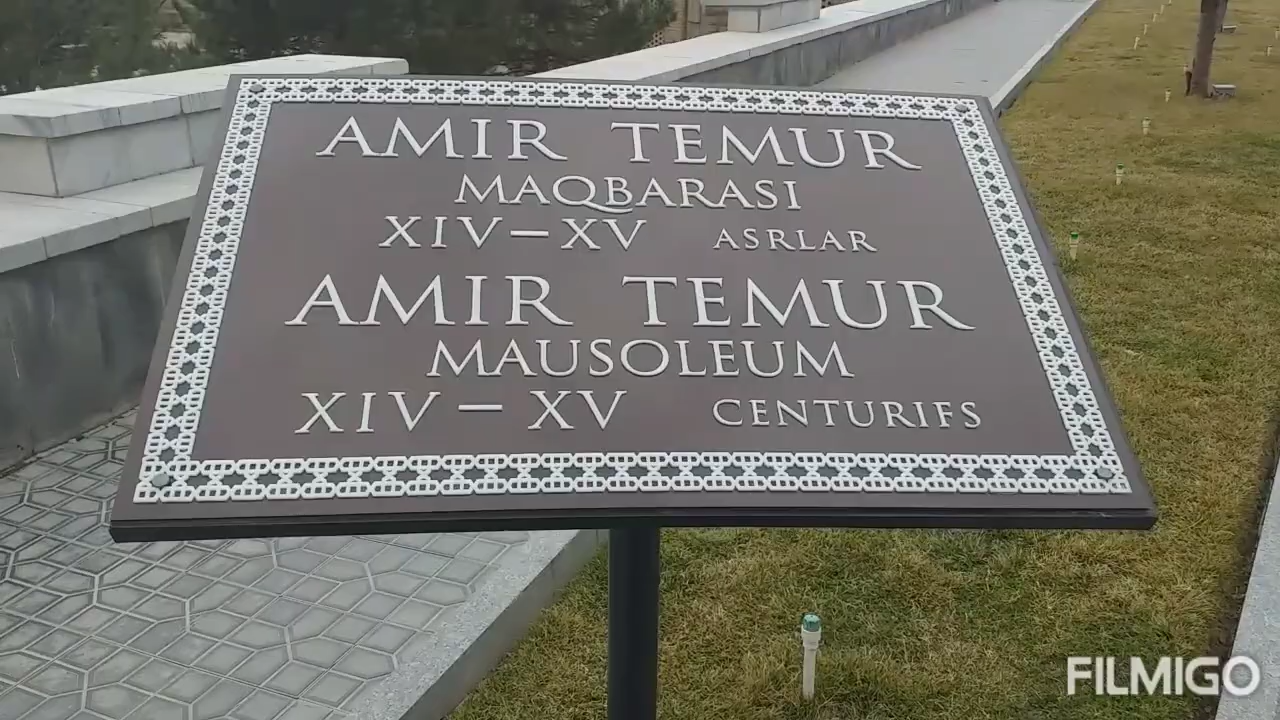 AMIR TEMUR
MAQBARASI
XIV–XV ASRLAR
AMIR TEMUR
MAUSOLEUM
XIV – XV CENTURIFS
FILMIGO